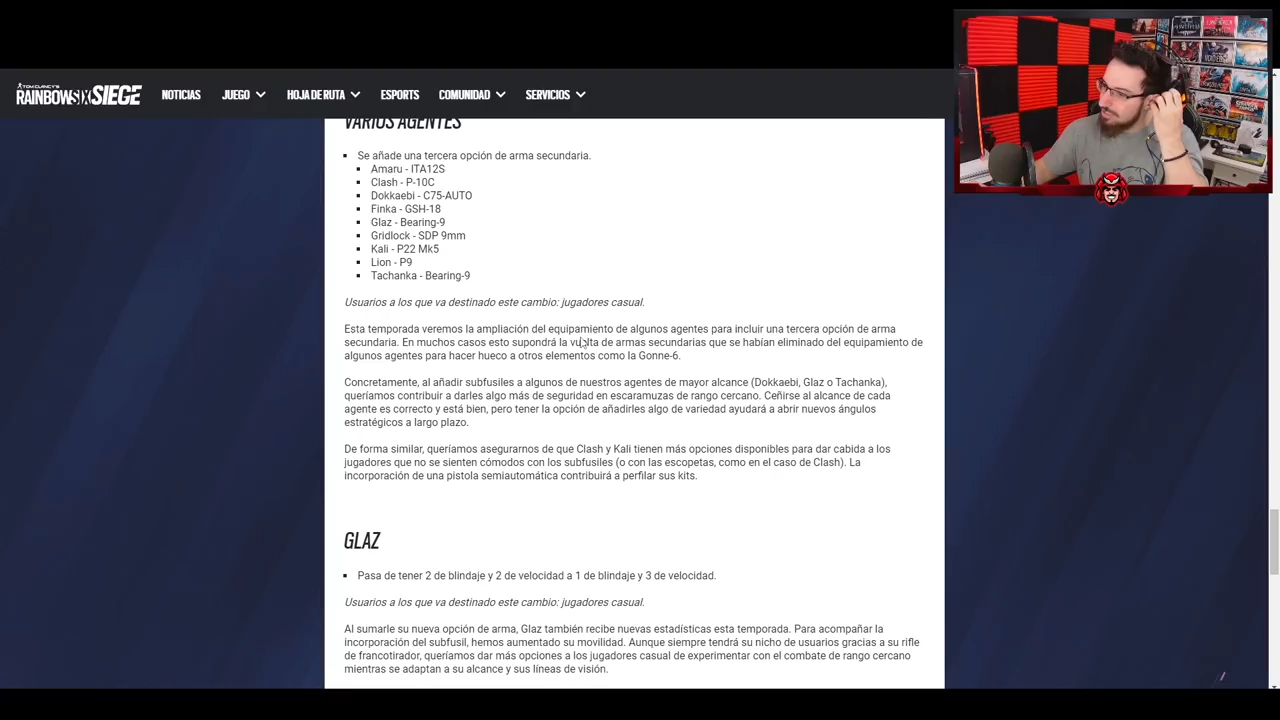 TOM CLANCY'S
RAINBOWSIX SIEGE
NOTICIAS JUEGO HOJA DE RUTA ESPORTS COMUNIDAD SERVICIOS
VARIOS AGENTES
Se añade una tercera opción de arma secundaria.
Amaru - ITA12S
Clash - P-10C
Dokkaebi - C75-AUTO
Finka - GSH-18
Glaz - Bearing-9
Gridlock - SDP 9mm
Kali - P22 Mk5
Lion - P9
Tachanka - Bearing-9
Usuarios a los que va destinado este cambio: jugadores casual.
Esta temporada veremos la ampliación del equipamiento de algunos agentes para incluir una tercera opción de arma
secundaria. En muchos casos esto supondrá la vuelta de armas secundarias que se habían eliminado del equipamiento de
algunos agentes para hacer hueco a otros elementos como la Gonne-6.
Concretamente, al añadir subfusiles a algunos de nuestros agentes de mayor alcance (Dokkaebi, Glaz o Tachanka),
queríamos contribuir a darles algo más de seguridad en escaramuzas de rango cercano. Ceñirse al alcance de cada
agente es correcto y está bien, pero tener la opción de añadirles algo de variedad ayudará a abrir nuevos ángulos
estratégicos a largo plazo.
De forma similar, queríamos asegurarnos de que Clash y Kali tienen más opciones disponibles para dar cabida a los
jugadores que no se sienten cómodos con los subfusiles (o con las escopetas, como en el caso de Clash). La
incorporación de una pistola semiautomática contribuirá a perfilar sus kits.
GLAZ
Pasa de tener 2 de blindaje y 2 de velocidad a 1 de blindaje y 3 de velocidad.
Usuarios a los que va destinado este cambio: jugadores casual.
Al sumarle su nueva opción de arma, Glaz también recibe nuevas estadísticas esta temporada. Para acompañar la
incorporación del subfusil, hemos aumentado su movilidad. Aunque siempre tendrá su nicho de usuarios gracias a su rifle
de francotirador, queríamos dar más opciones a los jugadores casual de experimentar con el combate de rango cercano
mientras se adaptan a su alcance y sus líneas de visión.